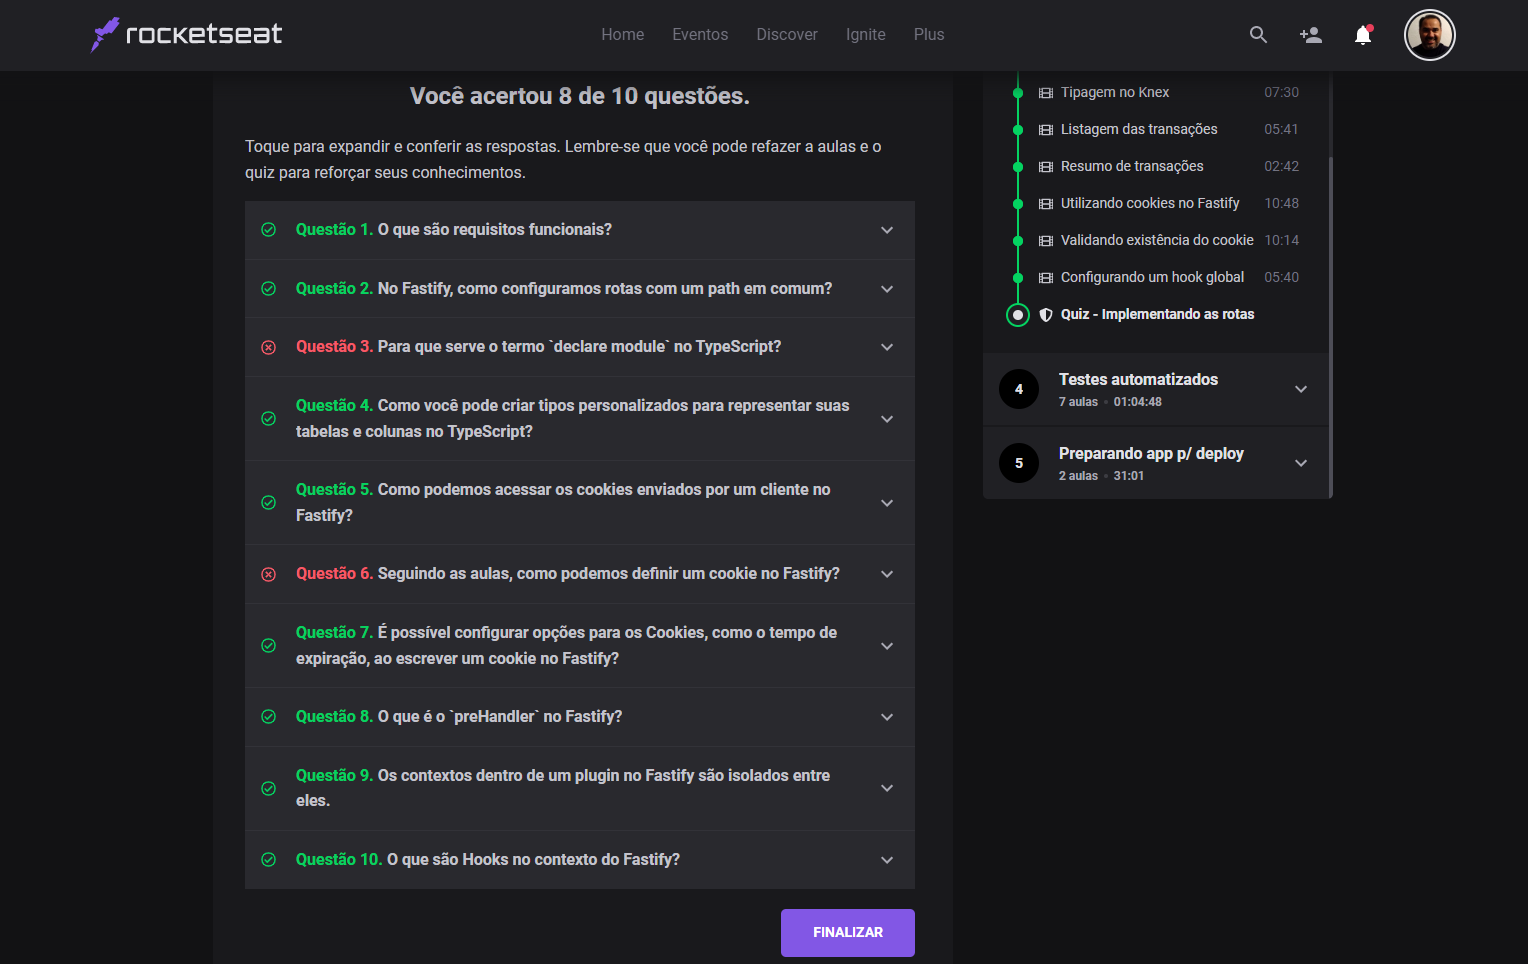 rocketseat
Home Eventos Discover Ignite Plus
Você acertou 8 de 10 questões.
Toque para expandir e conferir as respostas. Lembre-se que você pode refazer a aulas e o
quiz para reforçar seus conhecimentos.
Questão 1. O que são requisitos funcionais?
Questão 2. No Fastify, como configuramos rotas com um path em comum?
Questão 3. Para que serve o termo `declare module` no TypeScript?
Questão 4. Como você pode criar tipos personalizados para representar suas
tabelas e colunas no TypeScript?
Questão 5. Como podemos acessar os cookies enviados por um cliente no
Fastify?
Questão 6. Seguindo as aulas, como podemos definir um cookie no Fastify?
Questão 7. É possível configurar opções para os Cookies, como o tempo de
expiração, ao escrever um cookie no Fastify?
Questão 8. O que é o `preHandler` no Fastify?
Questão 9. Os contextos dentro de um plugin no Fastify são isolados entre
eles.
Questão 10. O que são Hooks no contexto do Fastify?
FINALIZAR
Tipagem no Knex 07:30
Listagem das transações 05:41
Resumo de transações 02:42
Utilizando cookies no Fastify 10:48
Validando existência do cookie 10:14
Configurando um hook global 05:40
Quiz - Implementando as rotas
4 Testes automatizados
7 aulas • 01:04:48
5 Preparando app p/ deploy
2 aulas • 31:01